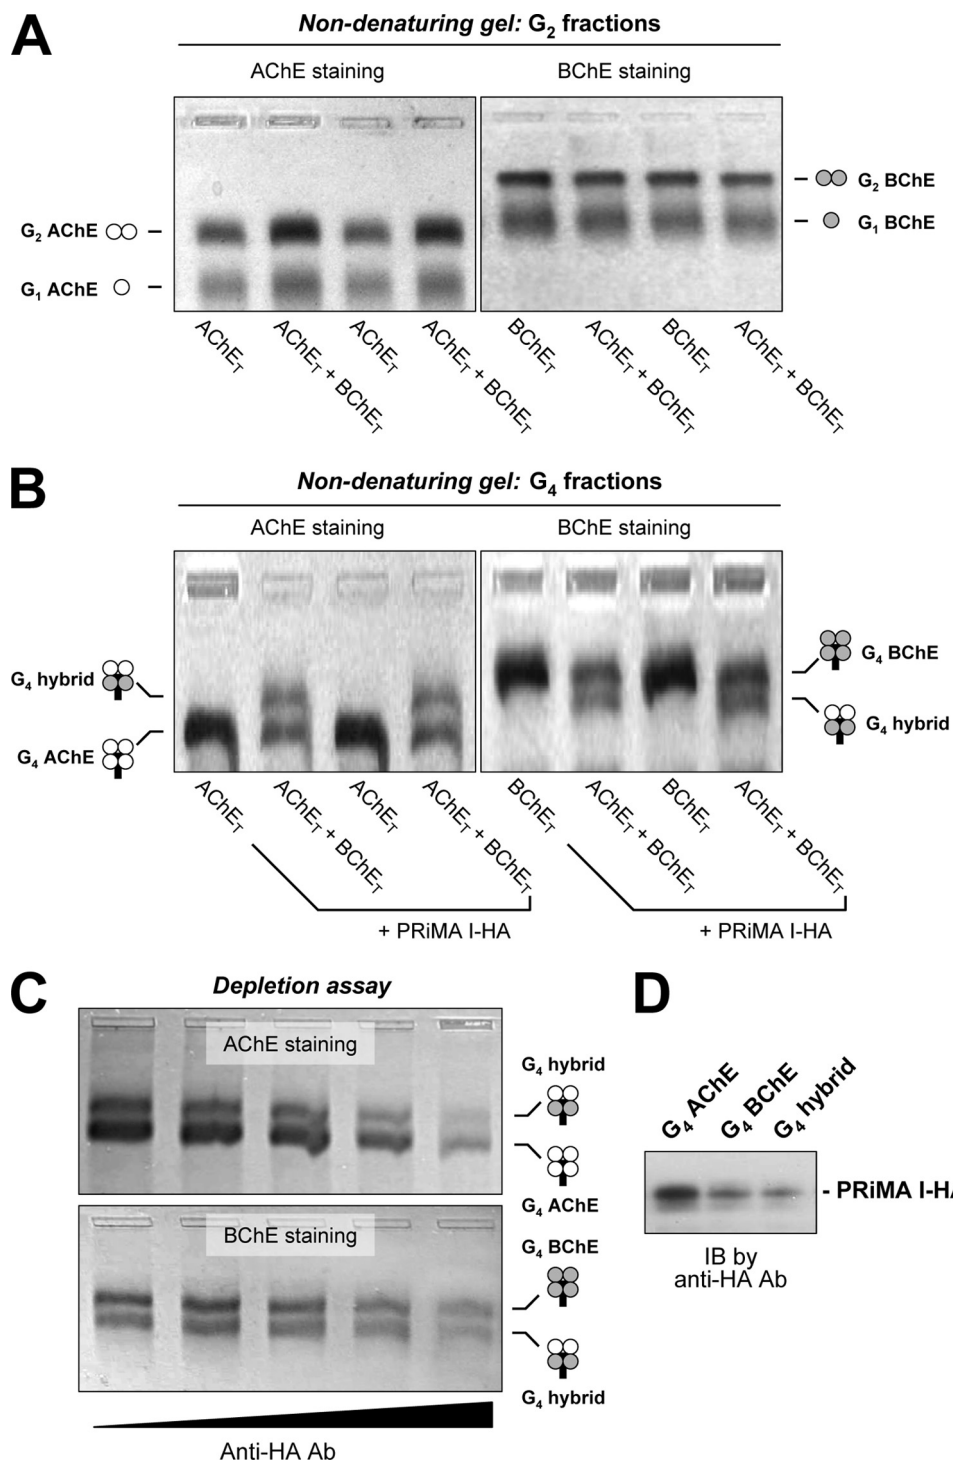 A
Non-denaturing gel: G2 fractions
AChE staining
BChE staining
G2 AChE
G1 AChE
G2 BChE
G1 BChE
AChET
AChET + BChET
AChET
AChET + BChET
BChET
AChET + BChET
BChET
AChET + BChET
B
Non-denaturing gel: G4 fractions
AChE staining
BChE staining
G4 hybrid
G4 AChE
G4 BChE
G4 hybrid
AChET
AChET + BChET
AChET
AChET + BChET
BChET
AChET + BChET
BChET
AChET + BChET
+ PRiMA I-HA
+ PRiMA I-HA
C
Depletion assay
AChE staining
G4 hybrid
G4 AChE
BChE staining
G4 BChE
G4 hybrid
Anti-HA Ab
D
G4 AChE
G4 BChE
G4 hybrid
- PRiMA I-HA
IB by
anti-HA Ab